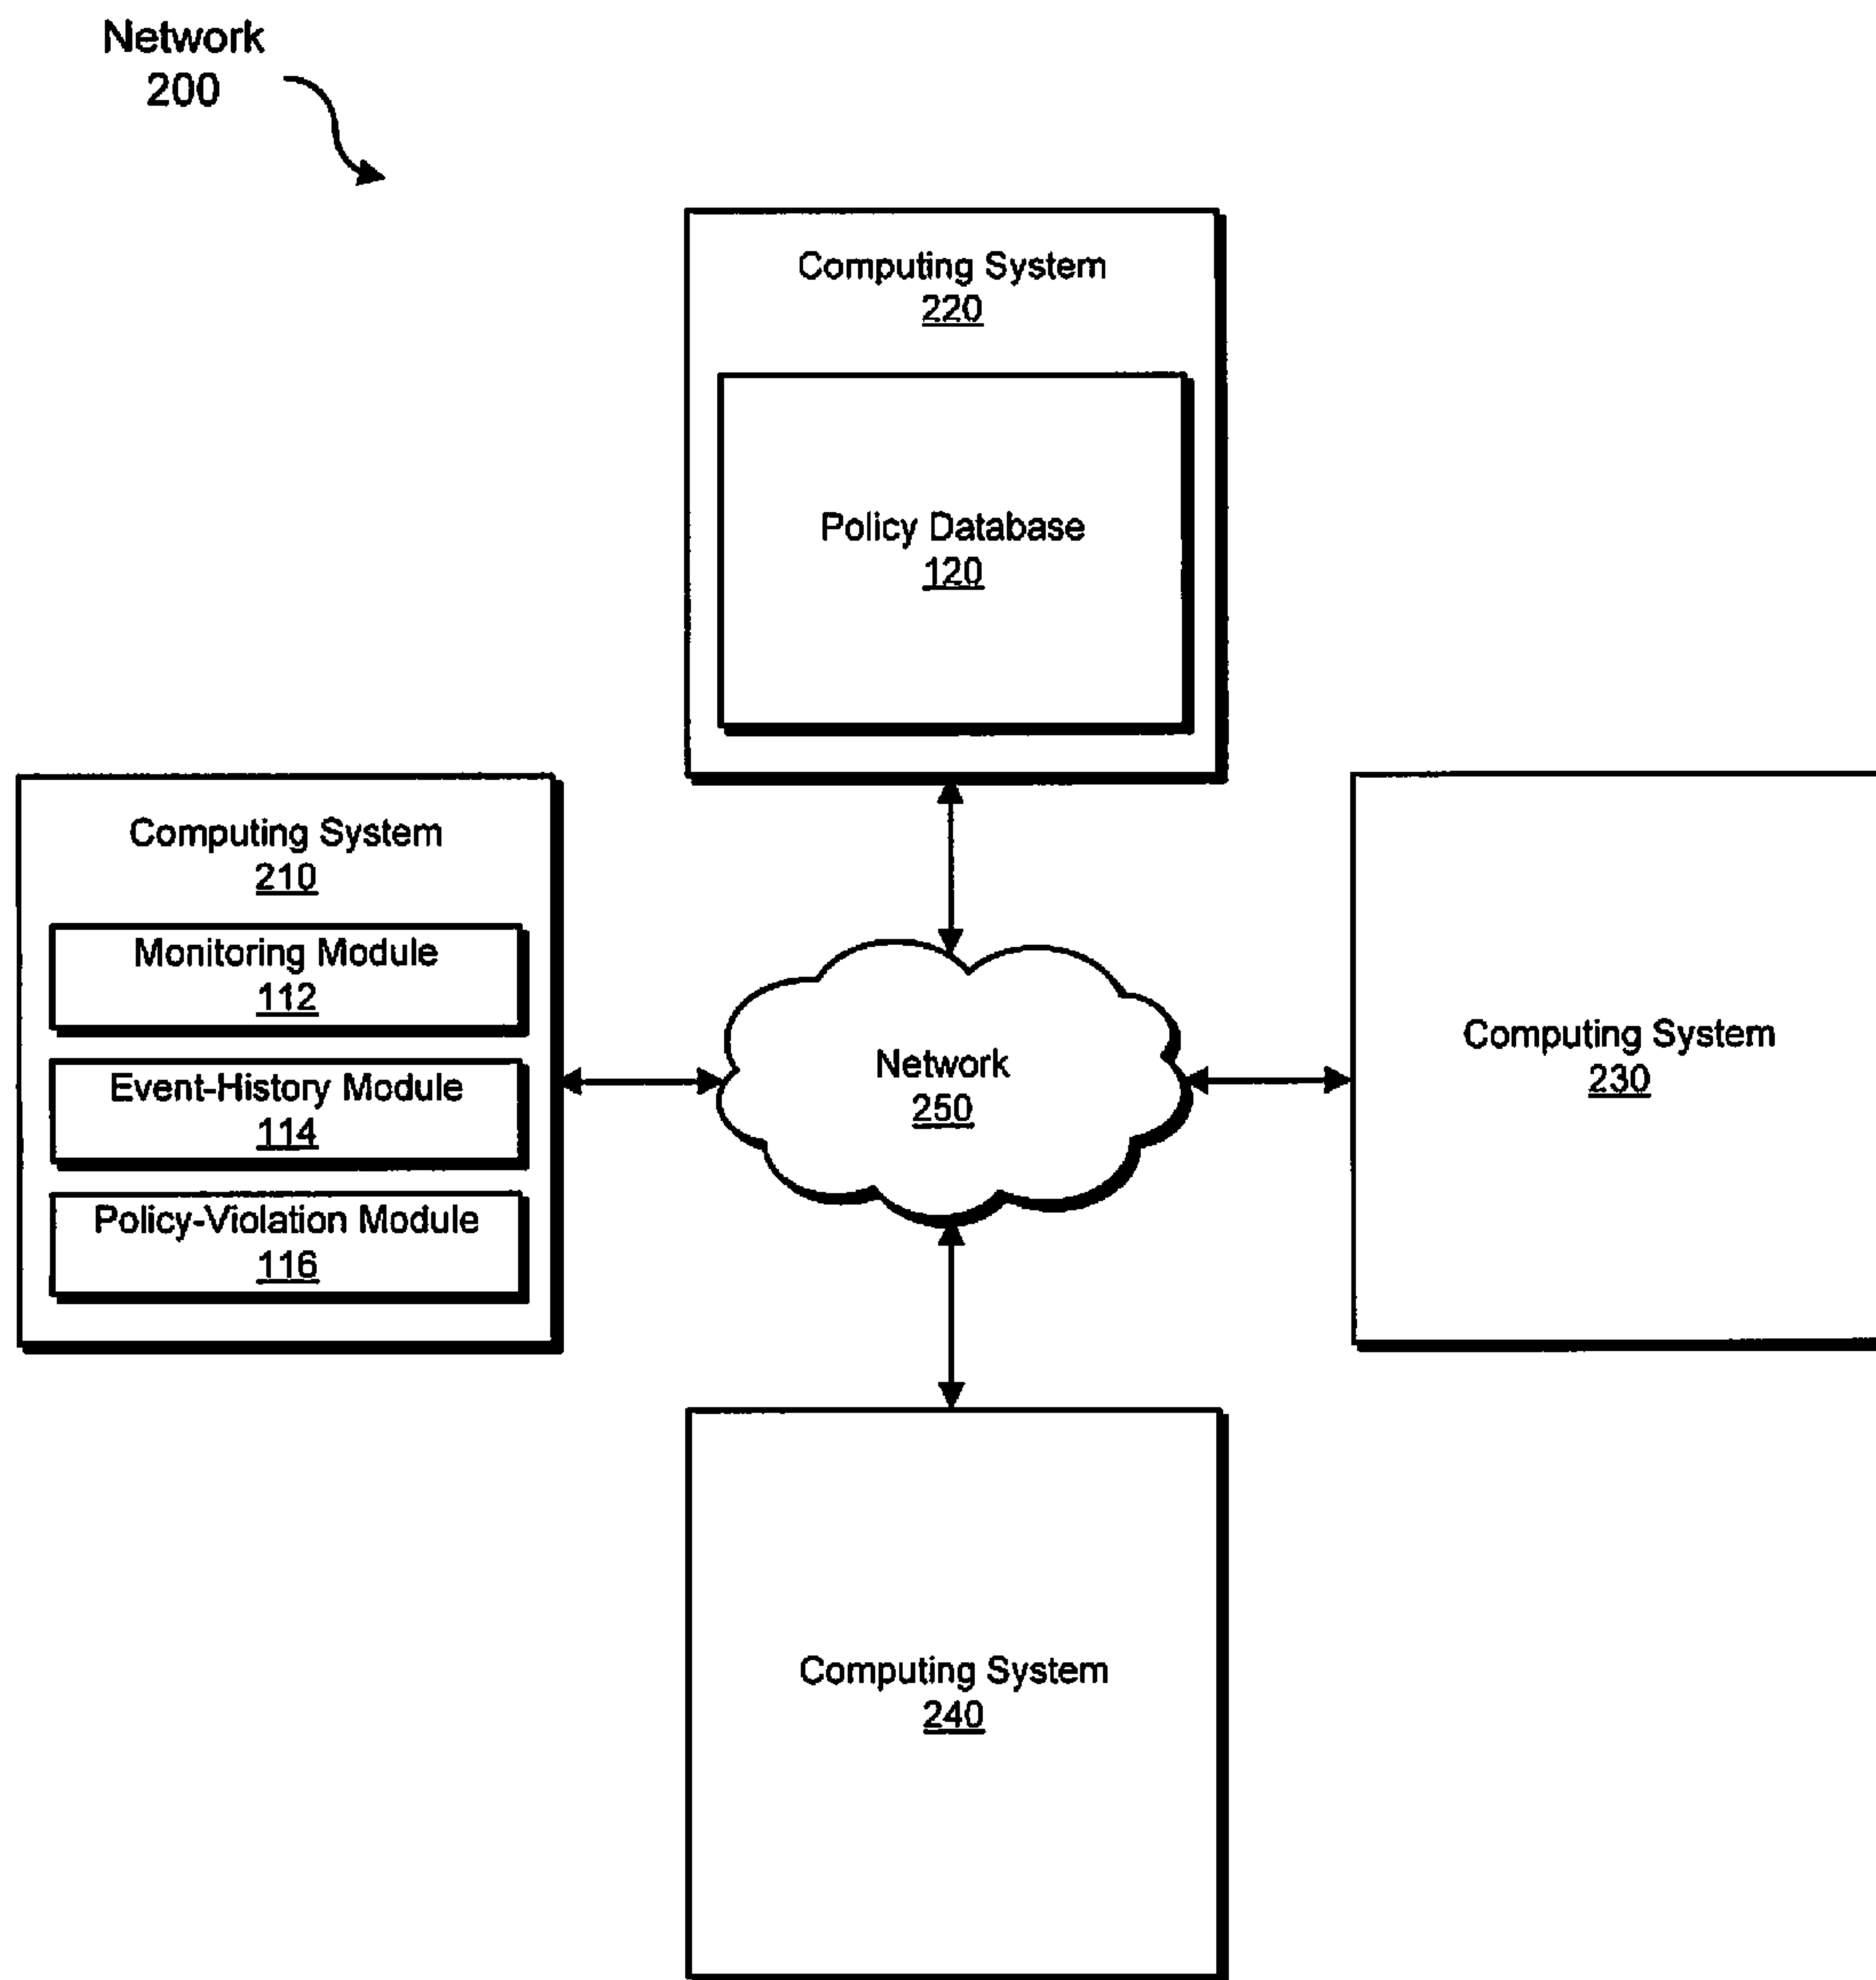 Network
200
Computing System
220
Policy Database
120
Computing System
210
Monitoring Module
112
Event-History Module
114
Policy-Violation Module
116
Network
250
Computing System
230
Computing System
240